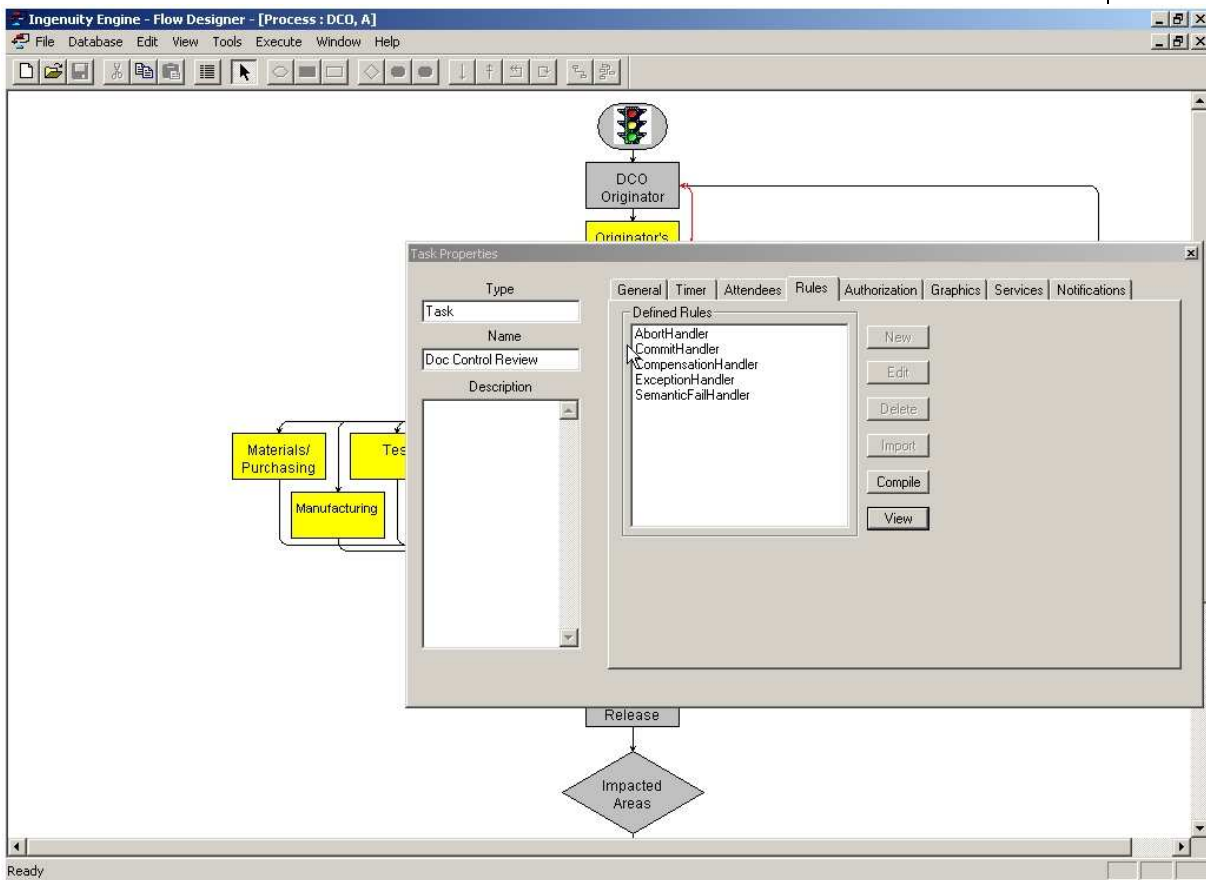 Ingenuity Engine - Flow Designer - [Process : DCO, A]
File Database Edit View Tools Execute Window Help
DCO
Originator
Originator's
Task Properties
Type
Task
Name
Doc Control Review
Description
General Timer Attendees Rules Authorization Graphics Services Notifications
Defined Rules
AbortHandler
CommitHandler
CompensationHandler
ExceptionHandler
SemanticFailHandler
New
Edit
Delete
Import
Compile
View
Materials/
Purchasing
Tes
Manufacturing
Release
Impacted
Areas
Ready